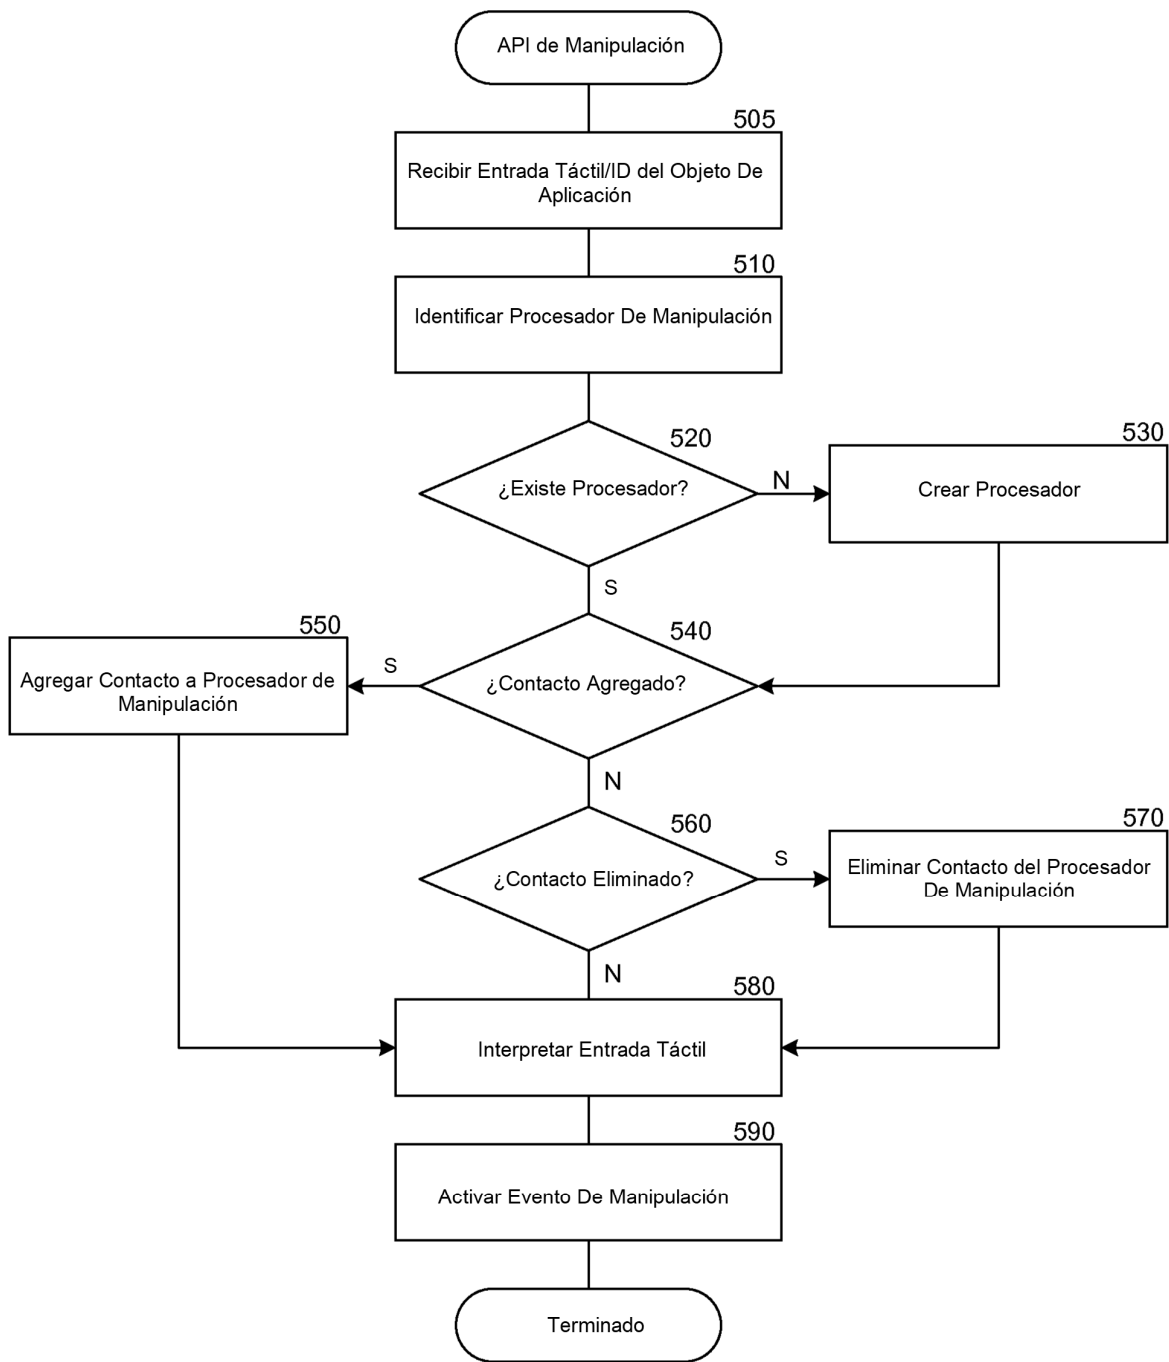 API de Manipulación
505
Recibir Entrada Táctil/ID del Objeto De
Aplicación
510
Identificar Procesador De Manipulación
520
¿Existe Procesador?
N
530
Crear Procesador
S
540
¿Contacto Agregado?
S
550
Agregar Contacto a Procesador de
Manipulación
N
560
¿Contacto Eliminado?
S
570
Eliminar Contacto del Procesador
De Manipulación
N
580
Interpretar Entrada Táctil
590
Activar Evento De Manipulación
Terminado